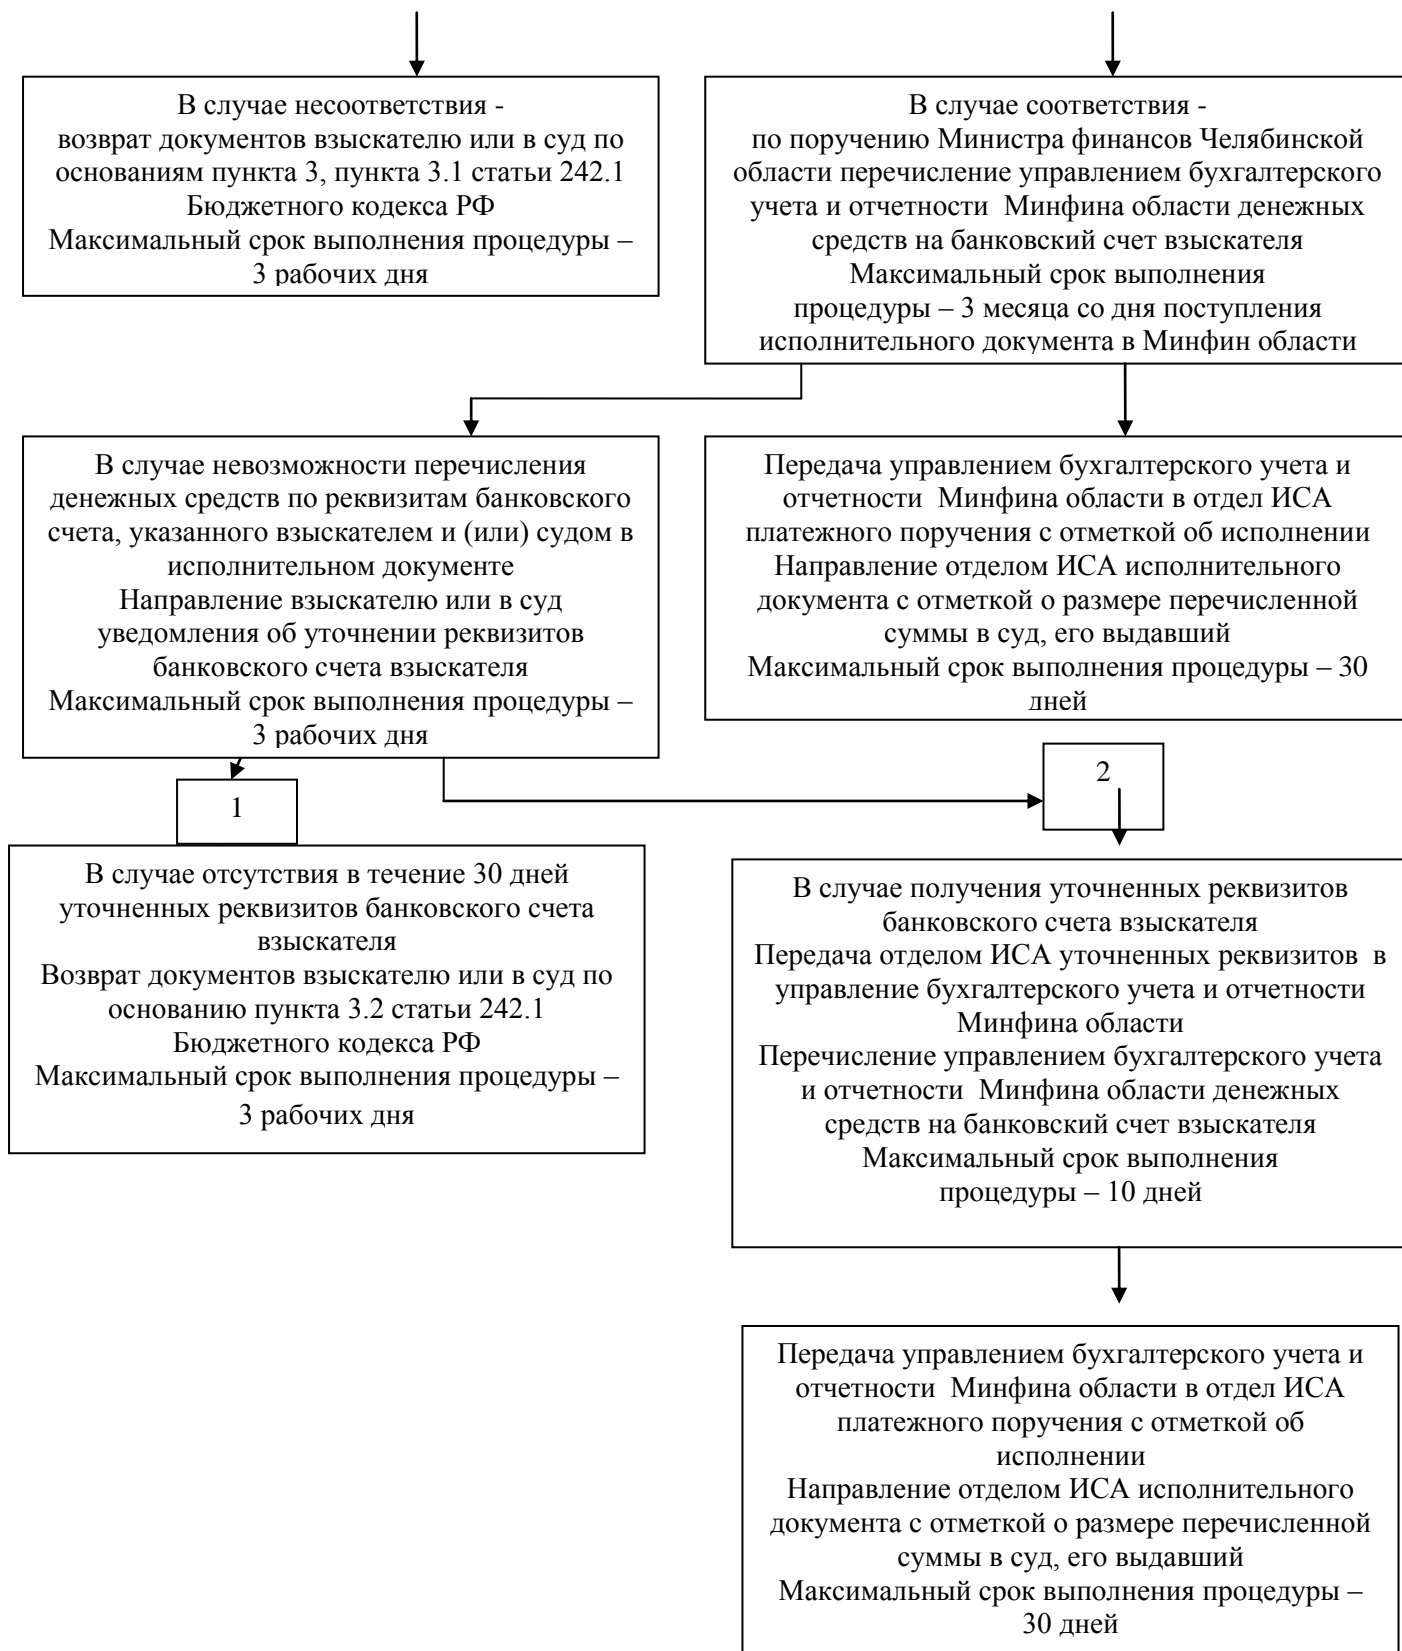 В случае несоответствия -
возврат документов взыскателю или в суд по
основаниям пункта 3, пункта 3.1 статьи 242.1
Бюджетного кодекса РФ
Максимальный срок выполнения процедуры –
3 рабочих дня
В случае соответствия -
по поручению Министра финансов Челябинской
области перечисление управлением бухгалтерского
учета и отчетности  Минфина области денежных
средств на банковский счет взыскателя
Максимальный срок выполнения
процедуры – 3 месяца со дня поступления
исполнительного документа в Минфин области
В случае невозможности перечисления
денежных средств по реквизитам банковского
счета, указанного взыскателем и (или) судом в
исполнительном документе
Направление взыскателю или в суд
уведомления об уточнении реквизитов
банковского счета взыскателя
Максимальный срок выполнения процедуры –
3 рабочих дня
Передача управлением бухгалтерского учета и
отчетности  Минфина области в отдел ИСА
платежного поручения с отметкой об исполнении
Направление отделом ИСА исполнительного
документа с отметкой о размере перечисленной
суммы в суд, его выдавший
Максимальный срок выполнения процедуры – 30
дней
1
2
В случае отсутствия в течение 30 дней
уточненных реквизитов банковского счета
взыскателя
Возврат документов взыскателю или в суд по
основанию пункта 3.2 статьи 242.1
Бюджетного кодекса РФ
Максимальный срок выполнения процедуры –
3 рабочих дня
В случае получения уточненных реквизитов
банковского счета взыскателя
Передача отделом ИСА уточненных реквизитов  в
управление бухгалтерского учета и отчетности
Минфина области
Перечисление управлением бухгалтерского учета
и отчетности  Минфина области денежных
средств на банковский счет взыскателя
Максимальный срок выполнения
процедуры – 10 дней
Передача управлением бухгалтерского учета и
отчетности  Минфина области в отдел ИСА
платежного поручения с отметкой об
исполнении
Направление отделом ИСА исполнительного
документа с отметкой о размере перечисленной
суммы в суд, его выдавший
Максимальный срок выполнения процедуры –
30 дней